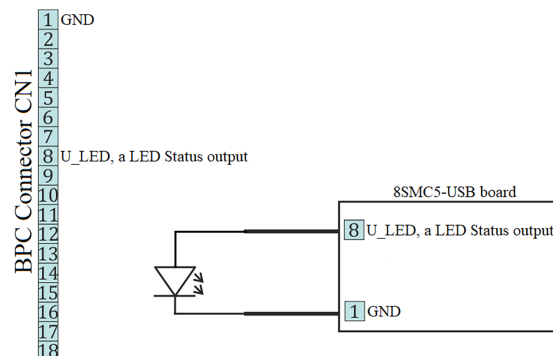 BPC Connector CN1
1 GND
2
3
4
5
6
7
8 U_LED, a LED Status output
9
10
11
12
13
14
15
16
17
18
8SMC5-USB board
8 U_LED, a LED Status output
1 GND